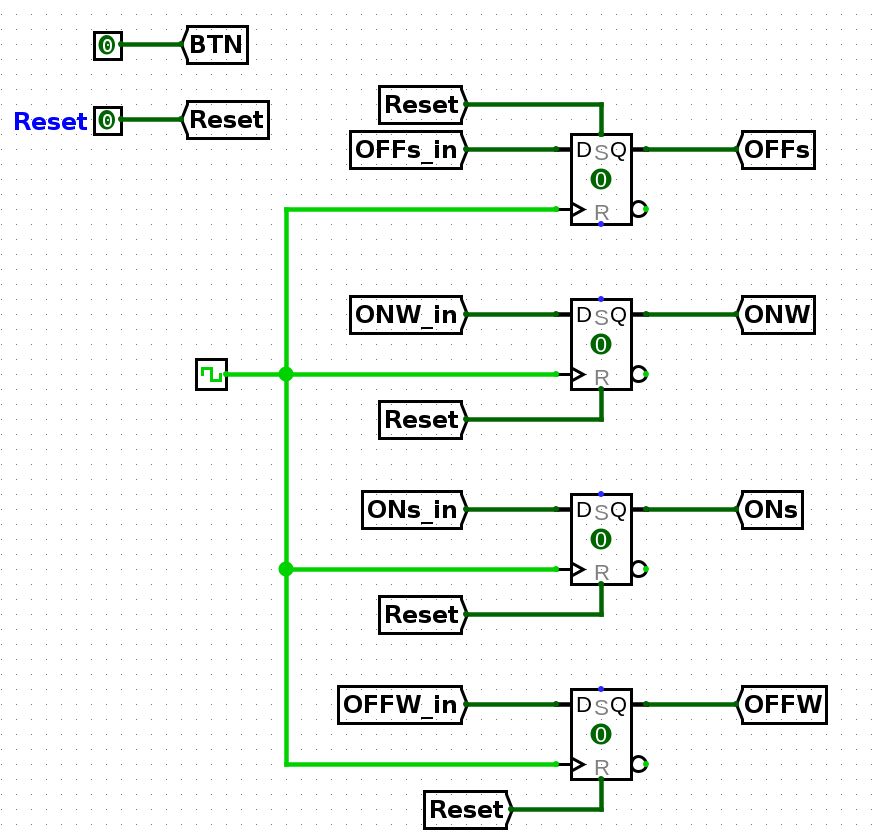 0 BTN
Reset 0 Reset
Reset
OFFs_in D S Q OFFs
0
R
ONW_in D S Q ONW
0
R
Reset
ONs_in D S Q ONs
0
R
Reset
OFFW_in D S Q OFFW
0
R
Reset